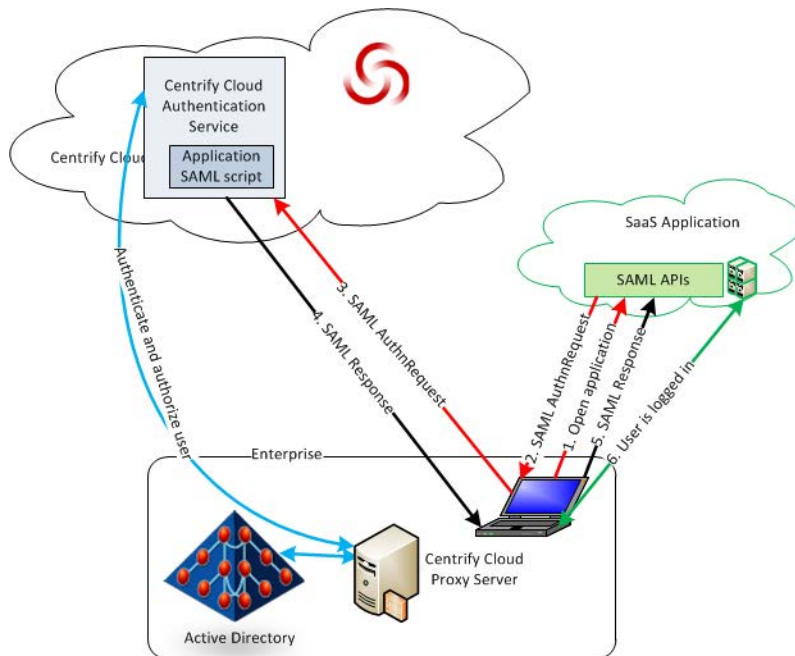 Centrify Cloud
Authentication
Service
Application
SAML script
Centrify Cloud
SaaS Application
SAML APIs
3. SAML AuthnRequest
4. SAML Response
2. SAML AuthnRequest
1. Open application
5. SAML Response
6. User is logged in
Authenticate and authorize user
Enterprise
Centrify Cloud
Proxy Server
Active Directory